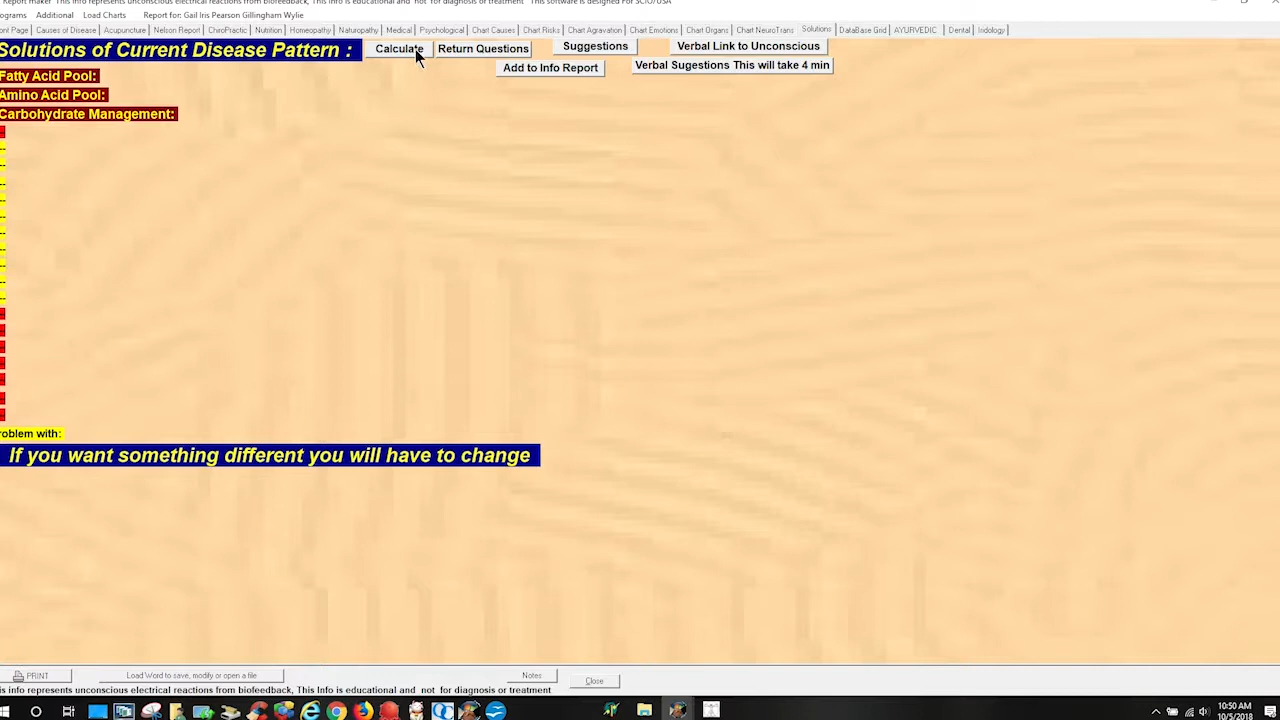 Report maker This info represents unconscious electrical reactions from biofeedback, This Info is educational and not for diagnosis or treatment This software is designed For SCIO/USA
ograms Additional Load Charts Report for: Gail Iris Pearson Gillingham Wylie
ont Page Causes of Disease Acupuncture Nelson Report ChiroPractic Nutrition Homeopathy Naturopathy Medical Psychological Chart Causes Chart Risks Chart Agravation Chart Emotions Chart Organs Chart NeuroTrans Solutions DataBase Grid AYURVEDIC Dental Iridology
Solutions of Current Disease Pattern : Calculate Return Questions Suggestions Verbal Link to Unconscious
Add to Info Report Verbal Sugestions This will take 4 min
Fatty Acid Pool:
Amino Acid Pool:
Carbohydrate Management:
roblem with:
If you want something different you will have to change
PRINT Load Word to save, modify or open a file Notes Close
is info represents unconscious electrical reactions from biofeedback, This Info is educational and not for diagnosis or treatment
10:50 AM
10/5/2018